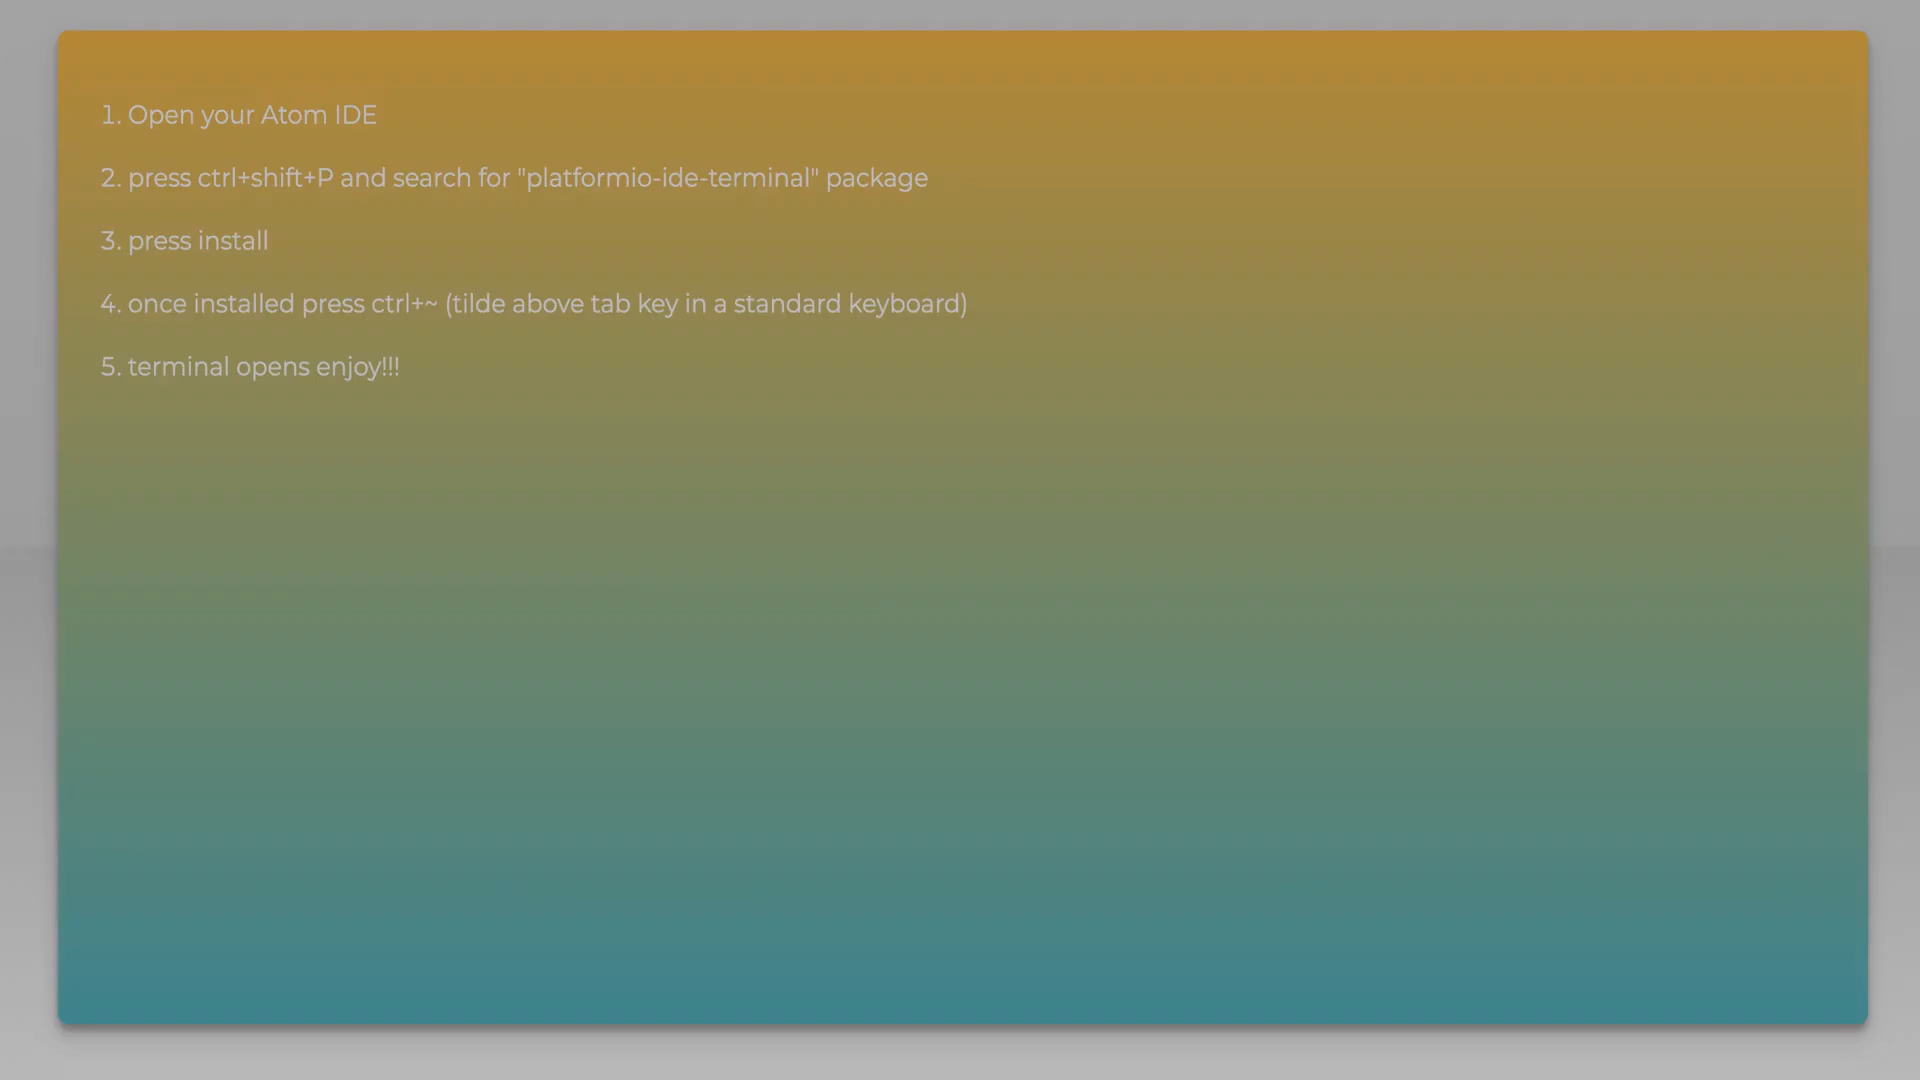 1. Open your Atom IDE
2. press ctrl+shift+P and search for "platformio-ide-terminal" package
3. press install
4. once installed press ctrl+~ (tilde above tab key in a standard keyboard)
5. terminal opens enjoy!!!